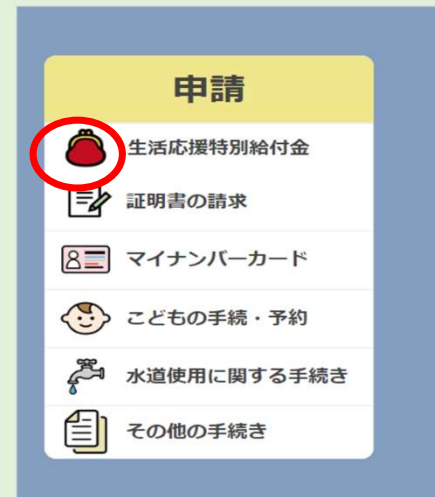 申請
生活応援特別給付金
証明書の請求
マイナンバーカード
こどもの手続・予約
水道使用に関する手続き
その他の手続き